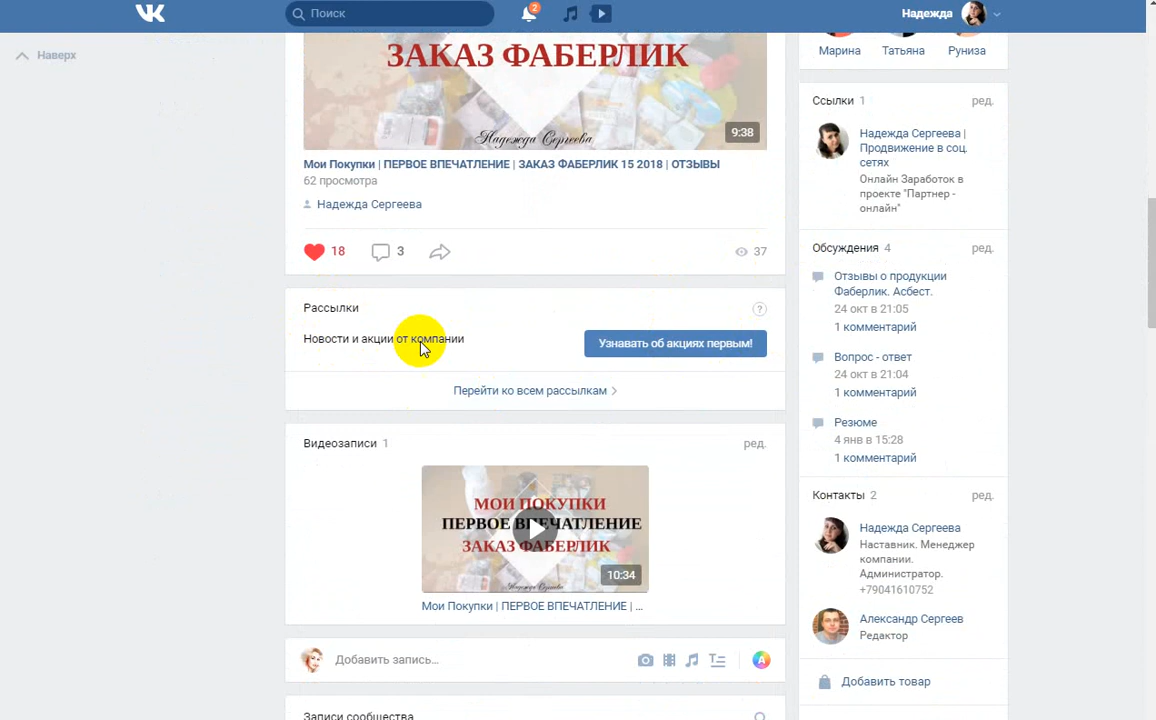 Поиск
2
Надежда
Наверх
ЗАКАЗ ФАБЕРЛИК
Надежда Сергеева
9:38
Мои Покупки | ПЕРВОЕ ВПЕЧАТЛЕНИЕ | ЗАКАЗ ФАБЕРЛИК 15 2018 | ОТЗЫВЫ
62 просмотра
Надежда Сергеева
18
3
37
Рассылки
?
Новости и акции от компании
Узнавать об акциях первым!
Перейти ко всем рассылкам
Видеозаписи 1
ред.
МОИ ПОКУПКИ
ПЕРВОЕ ВПЕЧАТЛЕНИЕ
ЗАКАЗ ФАБЕРЛИК
Надежда Сергеева
10:34
Мои Покупки | ПЕРВОЕ ВПЕЧАТЛЕНИЕ | ...
Добавить запись...
A
Записи сообщества
Марина
Татьяна
Руниза
Ссылки 1
ред.
Надежда Сергеева |
Продвижение в соц.
сетях
Онлайн Заработок в
проекте "Партнер -
онлайн"
Обсуждения 4
ред.
Отзывы о продукции
Фаберлик. Асбест.
24 окт в 21:05
1 комментарий
Вопрос - ответ
24 окт в 21:04
1 комментарий
Резюме
4 янв в 15:28
1 комментарий
Контакты 2
ред.
Надежда Сергеева
Наставник. Менеджер
компании.
Администратор.
+79041610752
Александр Сергеев
Редактор
Добавить товар